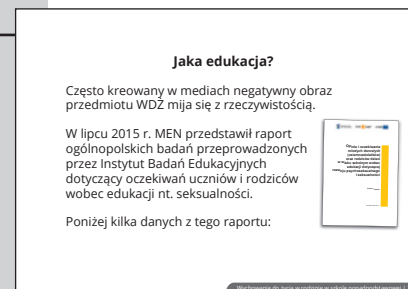 Jaka edukacja?
Często kreowany w mediach negatywny obraz
przedmiotu WDŻ mija się z rzeczywistością.
W lipcu 2015 r. MEN przedstawił raport
ogólnopolskich badań przeprowadzonych
przez Instytut Badań Edukacyjnych
dotyczący oczekiwań uczniów i rodziców
wobec edukacji nt. seksualności.
Poniżej kilka danych z tego raportu: